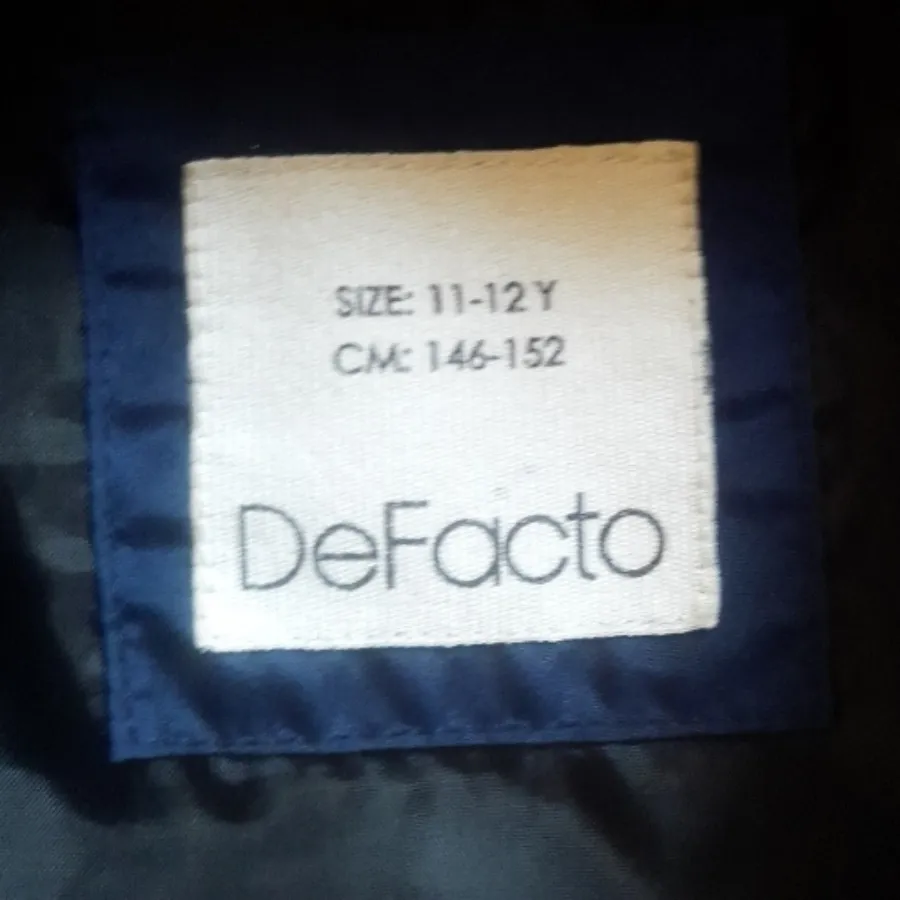 SIZE: 11-12 Y
CM: 146-152
DeFacto